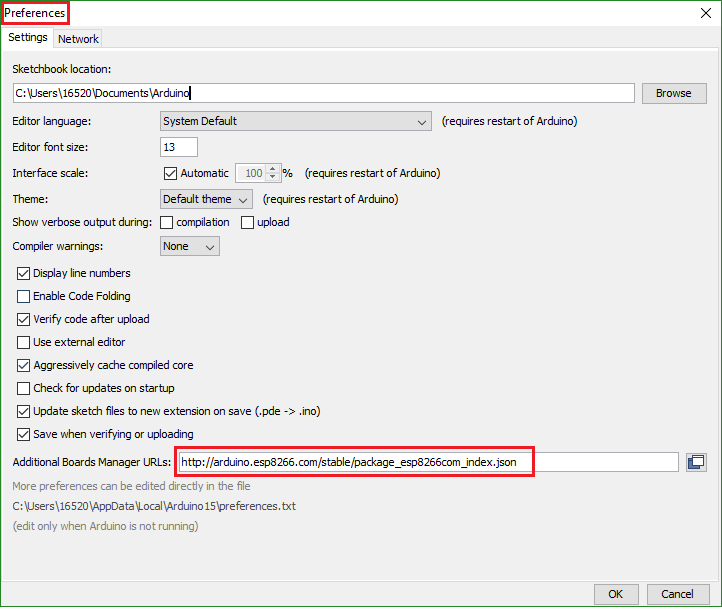 Preferences
Settings Network
Sketchbook location:
C:\Users\16520\Documents\Arduino Browse
Editor language: System Default (requires restart of Arduino)
Editor font size: 13
Interface scale: Automatic 100 % (requires restart of Arduino)
Theme: Default theme (requires restart of Arduino)
Show verbose output during: compilation upload
Compiler warnings: None
Display line numbers
Enable Code Folding
Verify code after upload
Use external editor
Aggressively cache compiled core
Check for updates on startup
Update sketch files to new extension on save (.pde -> .ino)
Save when verifying or uploading
Additional Boards Manager URLs: http://arduino.esp8266.com/stable/package_esp8266com_index.json
More preferences can be edited directly in the file
C:\Users\16520\AppData\Local\Arduino15\preferences.txt
(edit only when Arduino is not running)
OK Cancel